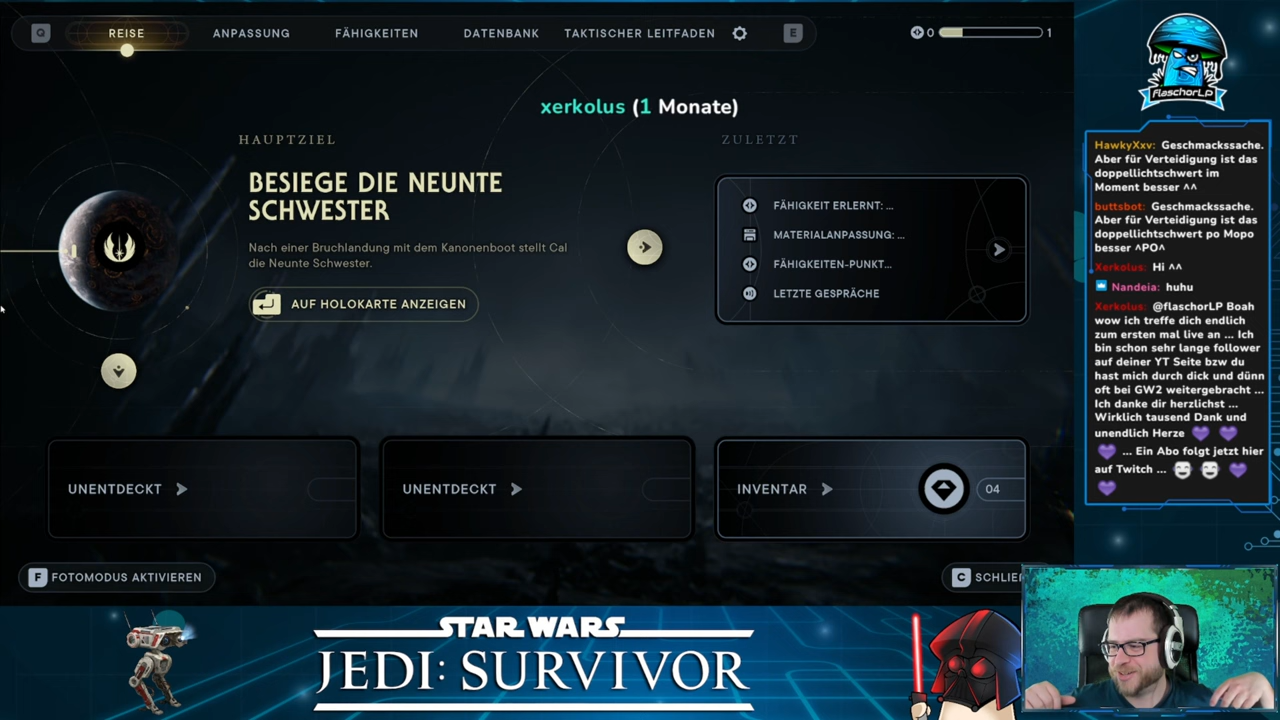 Q
REISE
ANPASSUNG
FÄHIGKEITEN
DATENBANK
TAKTISCHER LEITFADEN
E
0
1
xerkolus (1 Monate)
HAUPTZIEL
BESIEGE DIE NEUNTE
SCHWESTER
Nach einer Bruchlandung mit dem Kanonenboot stellt Cal
die Neunte Schwester.
AUF HOLOKARTE ANZEIGEN
ZULETZT
FÄHIGKEIT ERLERNT: ...
MATERIALANPASSUNG: ...
FÄHIGKEITEN-PUNKT...
LETZTE GESPRÄCHE
UNENTDECKT
UNENTDECKT
INVENTAR
04
F FOTOMODUS AKTIVIEREN
C SCHLIE
flaschorLP
HawkyXxv: Geschmackssache.
Aber für Verteidigung ist das
doppellichtschwert im
Moment besser ^^
buttsbot: Geschmackssache.
Aber für Verteidigung ist das
doppellichtschwert po Mopo
besser ^PO^
Xerkolus: Hi ^^
Nandeia: huhu
Xerkolus: @flaschorLP Boah
wow ich treffe dich endlich
zum ersten mal live an ... Ich
bin schon sehr lange follower
auf deiner YT Seite bzw du
hast mich durch dick und dünn
oft bei GW2 weitergebracht ...
Ich danke dir herzlichst ...
Wirklich tausend Dank und
unendlich Herze
... Ein Abo folgt jetzt hier
auf Twitch ...
STAR WARS
JEDI: SURVIVOR